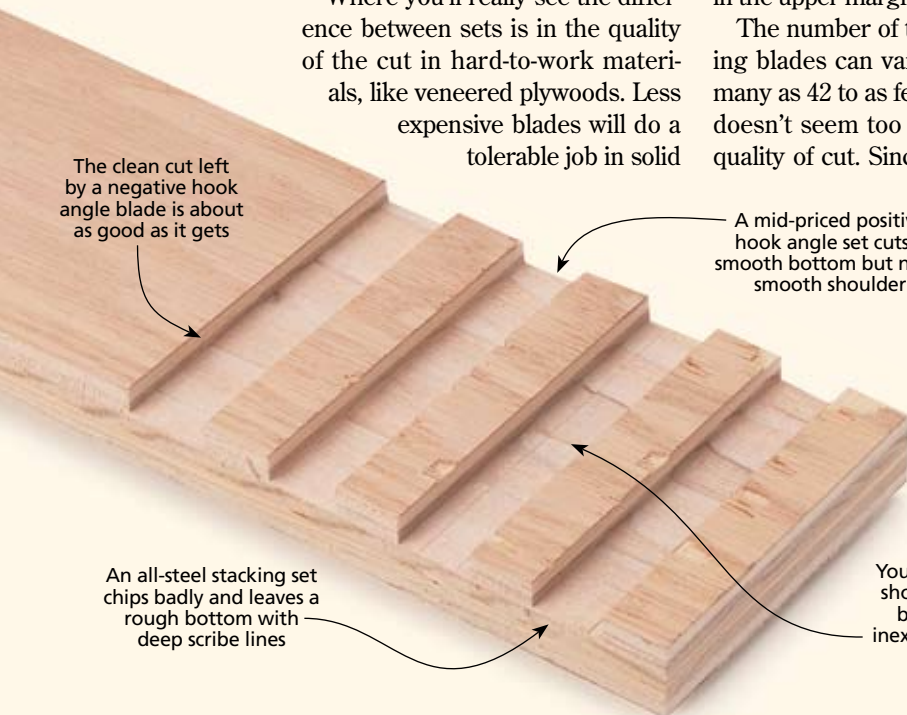 Where you'll really see the differ-
ence between sets is in the quality
of the cut in hard-to-work materi-
als, like veneered plywoods. Less
expensive blades will do a
tolerable job in solid
in the upper margi
The number of t
ing blades can var
many as 42 to as fe
doesn't seem too
quality of cut. Sinc
The clean cut left
by a negative hook
angle blade is about
as good as it gets
A mid-priced positiv
hook angle set cuts
smooth bottom but n
smooth shoulder
An all-steel stacking set
chips badly and leaves a
rough bottom with
deep scribe lines
You
sho
b
inex